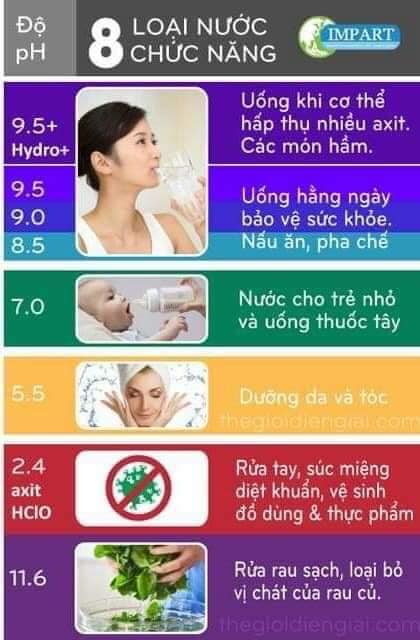 Độ
pH
8
LOẠI NƯỚC
CHỨC NĂNG
IMPART
9.5+
Hydro+
Uống khi cơ thể
hấp thụ nhiều axit.
Các món hầm.
9.5
9.0
8.5
Uống hằng ngày
bảo vệ sức khỏe.
Nấu ăn, pha chế
7.0
Nước cho trẻ nhỏ
và uống thuốc tây
5.5
Dưỡng da và tóc
thegioidiengiai.com
2.4
axit
HClO
Rửa tay, súc miệng
diệt khuẩn, vệ sinh
đồ dùng & thực phẩm
11.6
Rửa rau sạch, loại bỏ
vị chát của rau củ.
thegioidiengiai.com